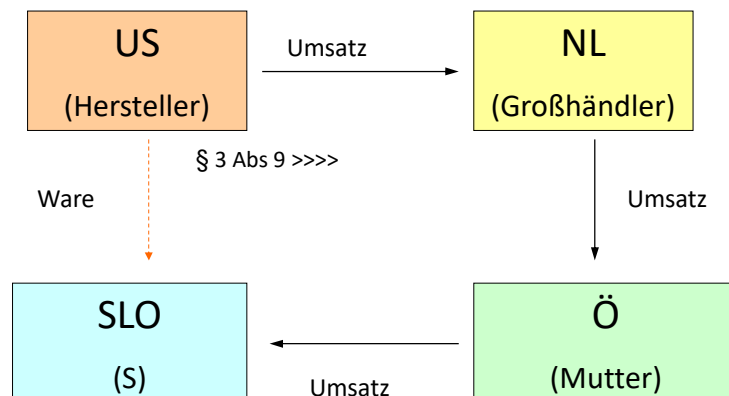 US
(Hersteller)
Umsatz
NL
(Großhändler)
§ 3 Abs 9 >>>>
Ware
Umsatz
SLO
(S)
Umsatz
Ö
(Mutter)